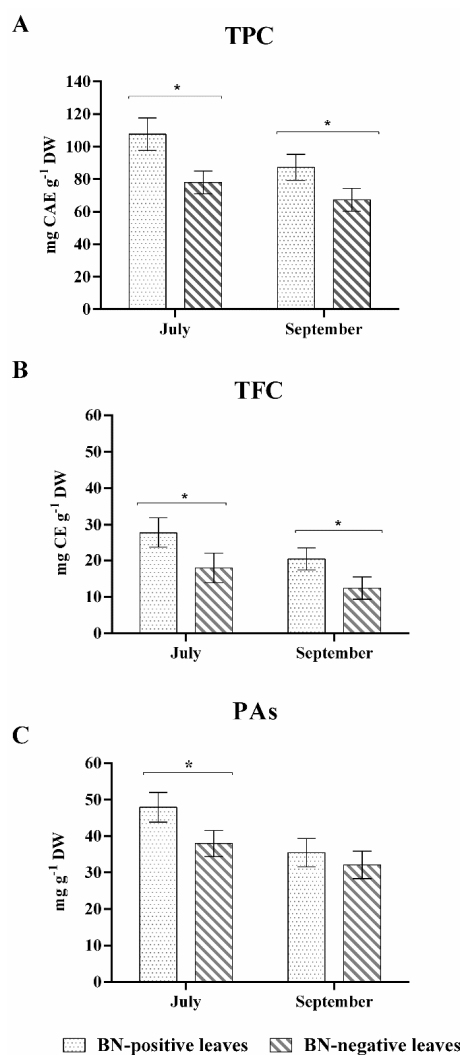 A
TPC
mg CAE g-1 DW
140
120
100
80
60
40
20
0
*
*
July
September
B
TFC
mg CE g-1 DW
60
50
40
30
20
10
0
*
*
July
September
PAs
C
mg g-1 DW
60
50
40
30
20
10
0
*
July
September
BN-positive leaves BN-negative leaves